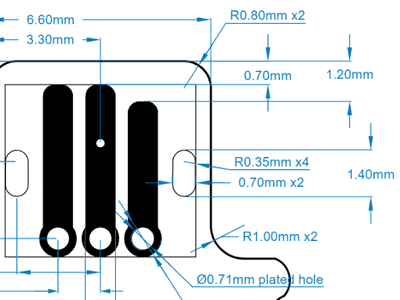 6.60mm
R0.80mm x2
3.30mm
0.70mm
1.20mm
R0.35mm x4
1.40mm
0.70mm x2
R1.00mm x2
Ø0.71mm plated hole